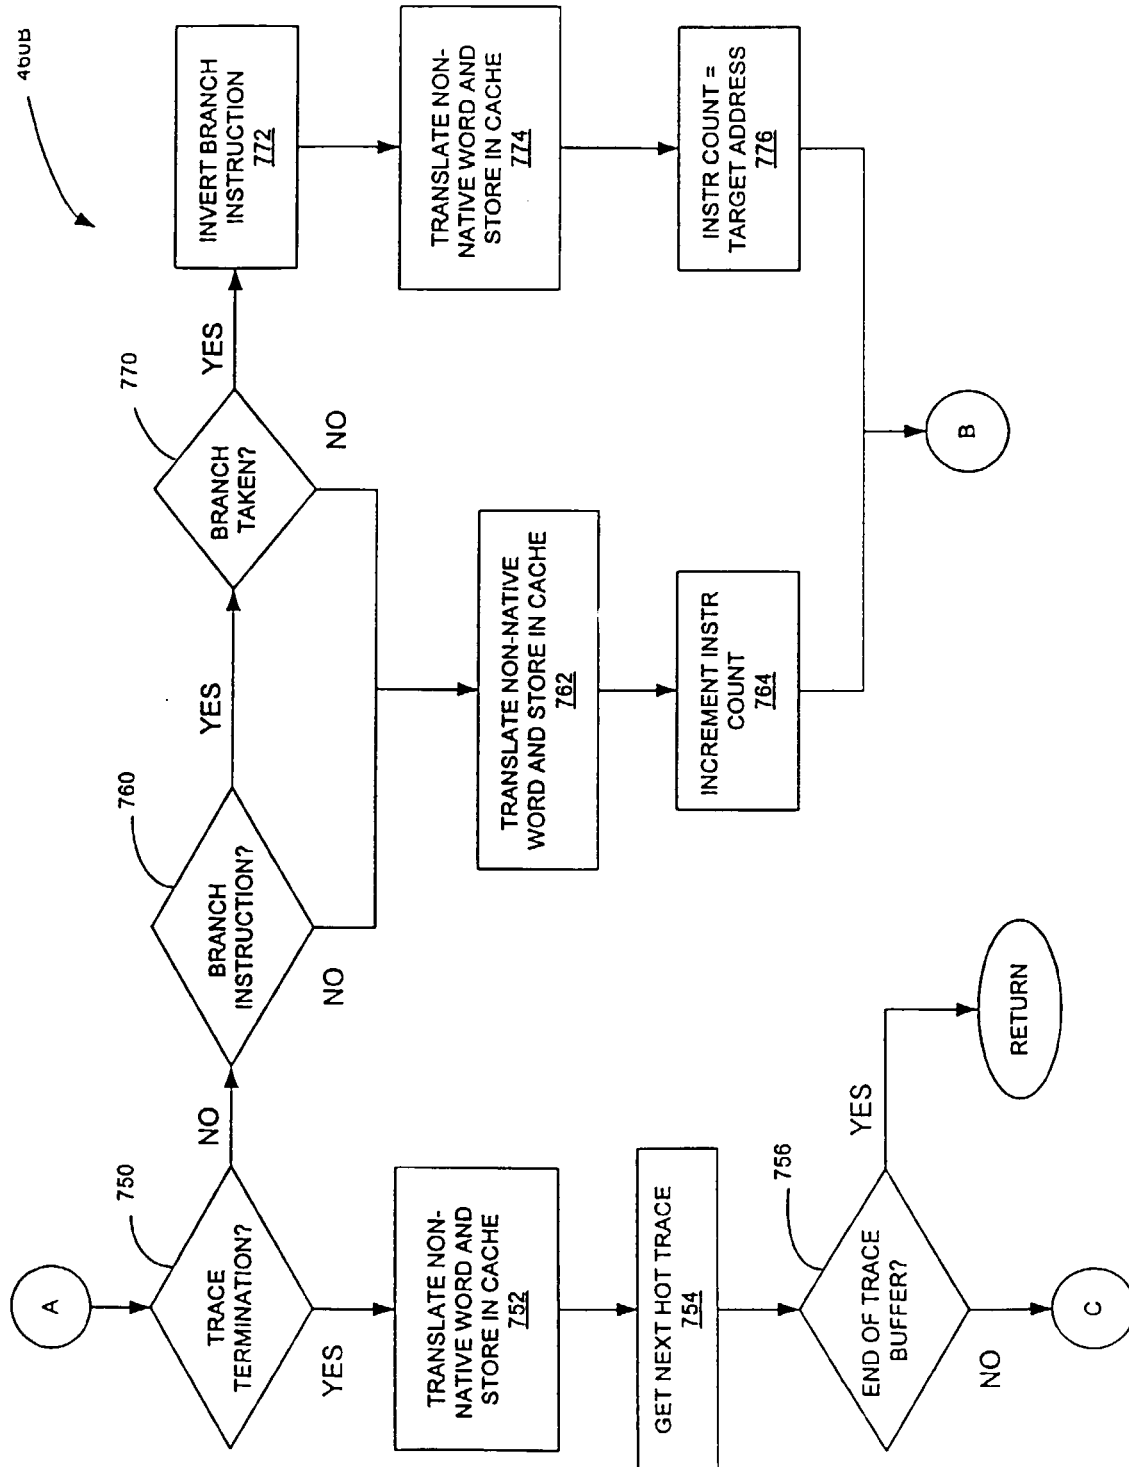 460B
A
750
TRACE
TERMINATION?
NO
YES
760
BRANCH
INSTRUCTION?
YES
NO
770
BRANCH
TAKEN?
YES
NO
INVERT BRANCH
INSTRUCTION
772
TRANSLATE NON-
NATIVE WORD AND
STORE IN CACHE
774
INSTR COUNT =
TARGET ADDRESS
776
TRANSLATE NON-NATIVE
WORD AND STORE IN CACHE
762
INCREMENT INSTR
COUNT
764
B
TRANSLATE NON-
NATIVE WORD AND
STORE IN CACHE
752
GET NEXT HOT TRACE
754
756
END OF TRACE
BUFFER?
YES
NO
RETURN
C